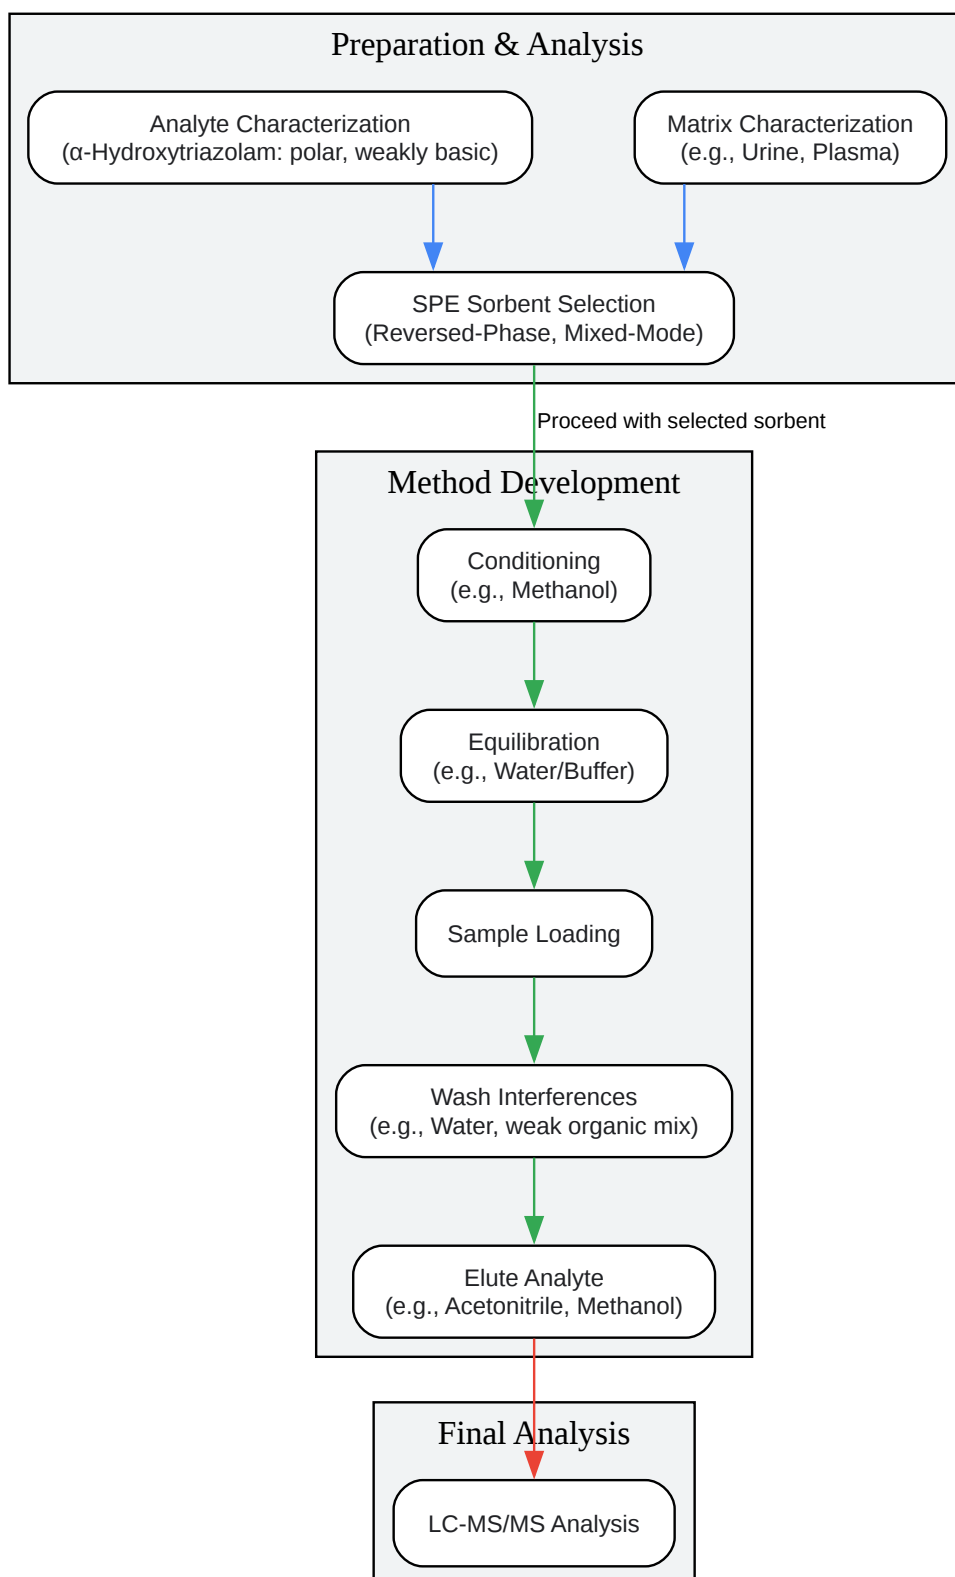 Preparation & Analysis
Analyte Characterization
(α-Hydroxytriazolam: polar, weakly basic)
Matrix Characterization
(e.g., Urine, Plasma)
SPE Sorbent Selection
(Reversed-Phase, Mixed-Mode)
Proceed with selected sorbent
Method Development
Conditioning
(e.g., Methanol)
Equilibration
(e.g., Water/Buffer)
Sample Loading
Wash Interferences
(e.g., Water, weak organic mix)
Elute Analyte
(e.g., Acetonitrile, Methanol)
Final Analysis
LC-MS/MS Analysis